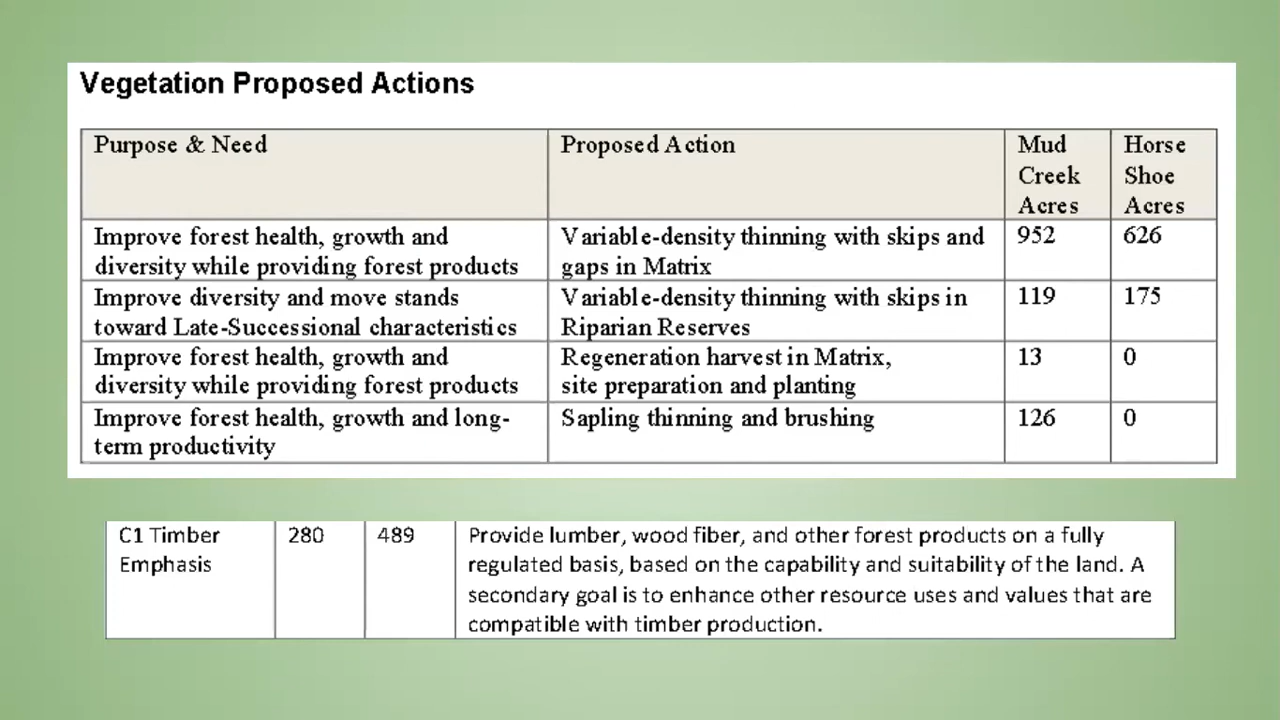 Vegetation Proposed Actions
Purpose & Need
Proposed Action
Mud
Creek
Acres
Horse
Shoe
Acres
Improve forest health, growth and
diversity while providing forest products
Variable-density thinning with skips and
gaps in Matrix
952
626
Improve diversity and move stands
toward Late-Successional characteristics
Variable-density thinning with skips in
Riparian Reserves
119
175
Improve forest health, growth and
diversity while providing forest products
Regeneration harvest in Matrix,
site preparation and planting
13
0
Improve forest health, growth and long-
term productivity
Sapling thinning and brushing
126
0
C1 Timber
Emphasis
280
489
Provide lumber, wood fiber, and other forest products on a fully
regulated basis, based on the capability and suitability of the land. A
secondary goal is to enhance other resource uses and values that are
compatible with timber production.